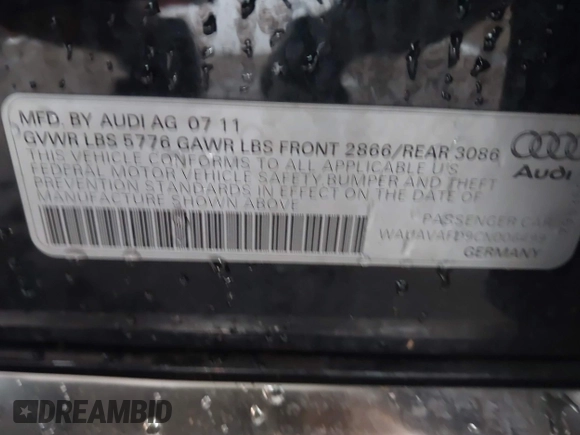 MFD. BY AUDI AG 07 11
GVWR LBS 5776 GAWR LBS FRONT 2866/REAR 3086
THIS VEHICLE CONFORMS TO ALL APPLICABLE U'S
FEDERAL MOTOR VEHICLE SAFETY BUMPER AND THEFT
PREVENTION STANDARDS IN EFFECT ON THE DATE OF
MANUFACTURE SHOWN ABOVE
Audi
PASSENGER CAR
GERMANY
DREAMBID